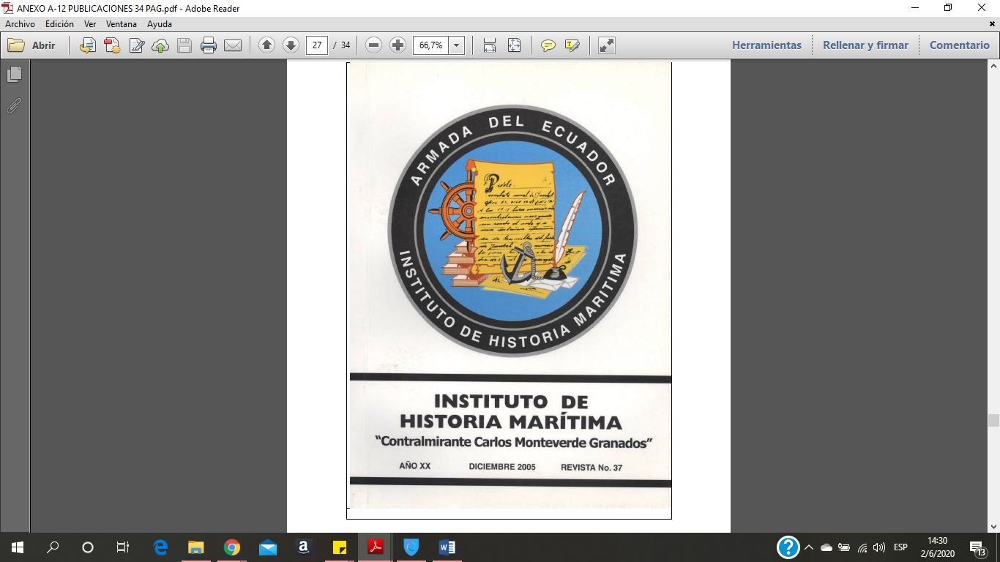 ANEXO A-12 PUBLICACIONES 34 PAG.pdf - Adobe Reader
Archivo Edición Ver Ventana Ayuda
Abrir 27 / 34 66,7% Herramientas Rellenar y firmar Comentario
ARMADA DEL ECUADOR
INSTITUTO DE HISTORIA MARITIMA
INSTITUTO DE
HISTORIA MARÍTIMA
"Contralmirante Carlos Monteverde Granados"
AÑO XX DICIEMBRE 2005 REVISTA No. 37
ESP
14:30
2/6/2020
13